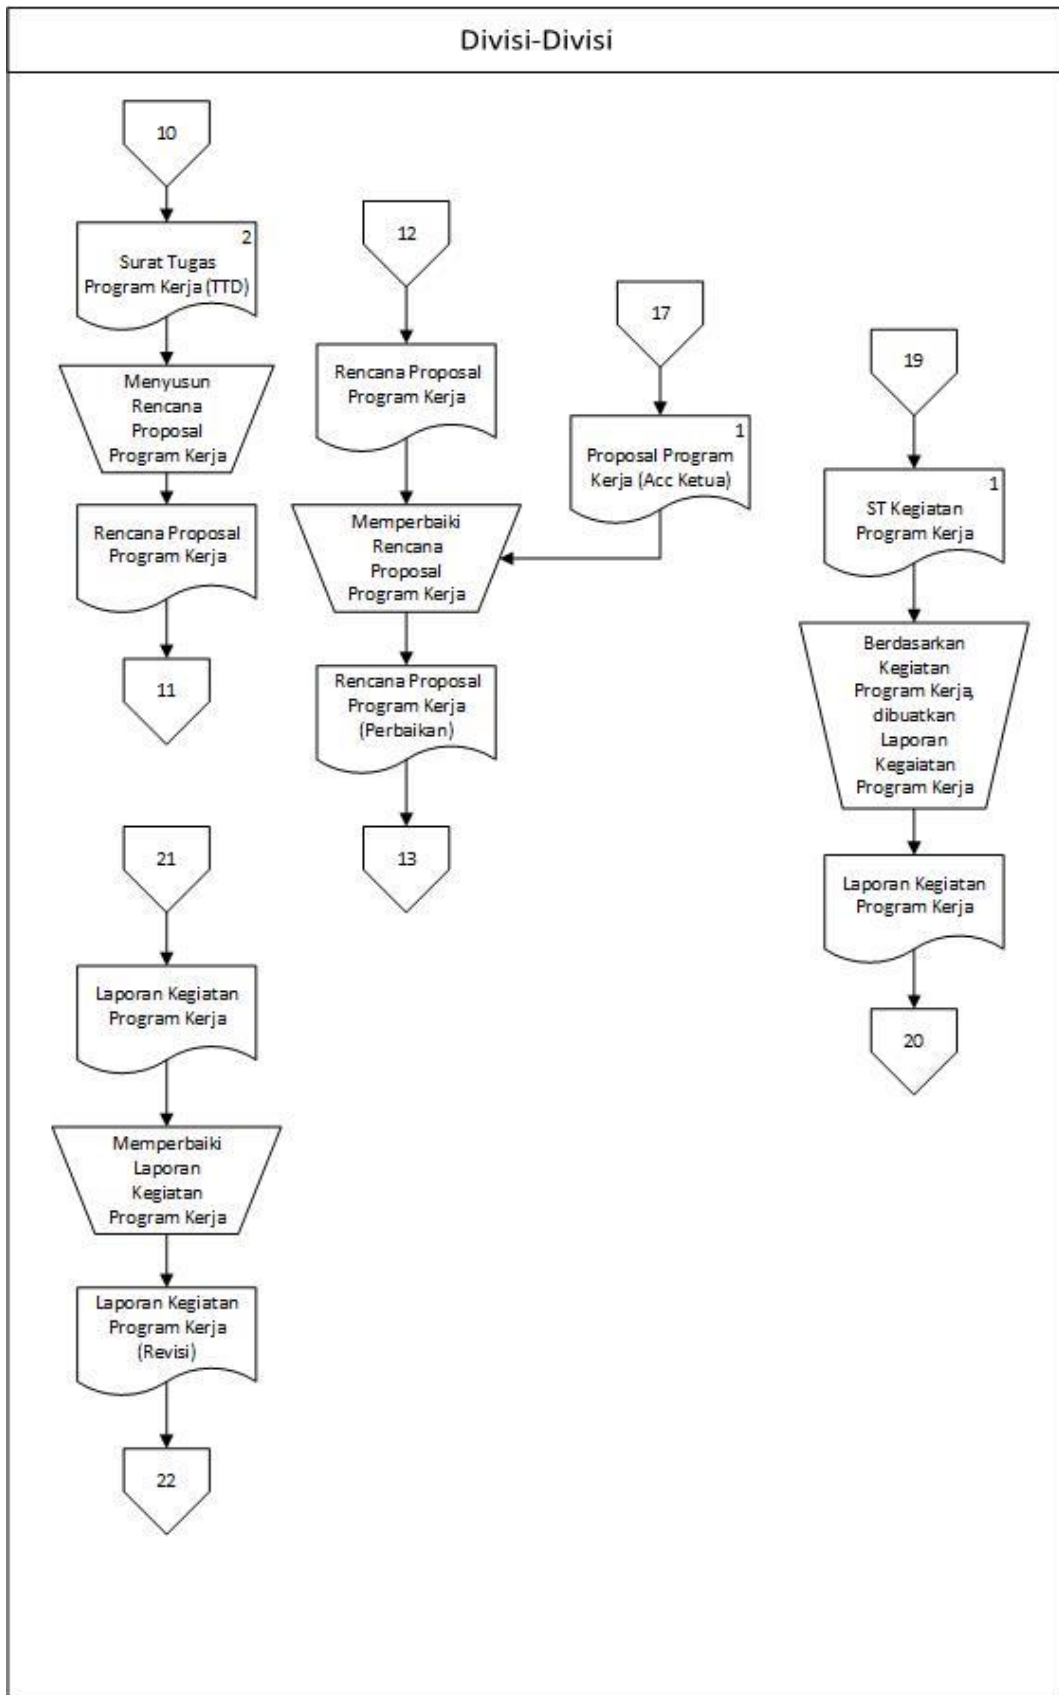 Divisi-Divisi
10
2
Surat Tugas
Program Kerja (TTD)
Menyusun
Rencana
Proposal
Program Kerja
Rencana Proposal
Program Kerja
11
12
Rencana Proposal
Program Kerja
Memperbaiki
Rencana
Proposal
Program Kerja
Rencana Proposal
Program Kerja
(Perbaikan)
13
17
1
Proposal Program
Kerja (Acc Ketua)
19
1
ST Kegiatan
Program Kerja
Berdasarkan
Kegiatan
Program Kerja,
dibuatkan
Laporan
Kegaiatan
Program Kerja
Laporan Kegiatan
Program Kerja
20
21
Laporan Kegiatan
Program Kerja
Memperbaiki
Laporan
Kegiatan
Program Kerja
Laporan Kegiatan
Program Kerja
(Revisi)
22